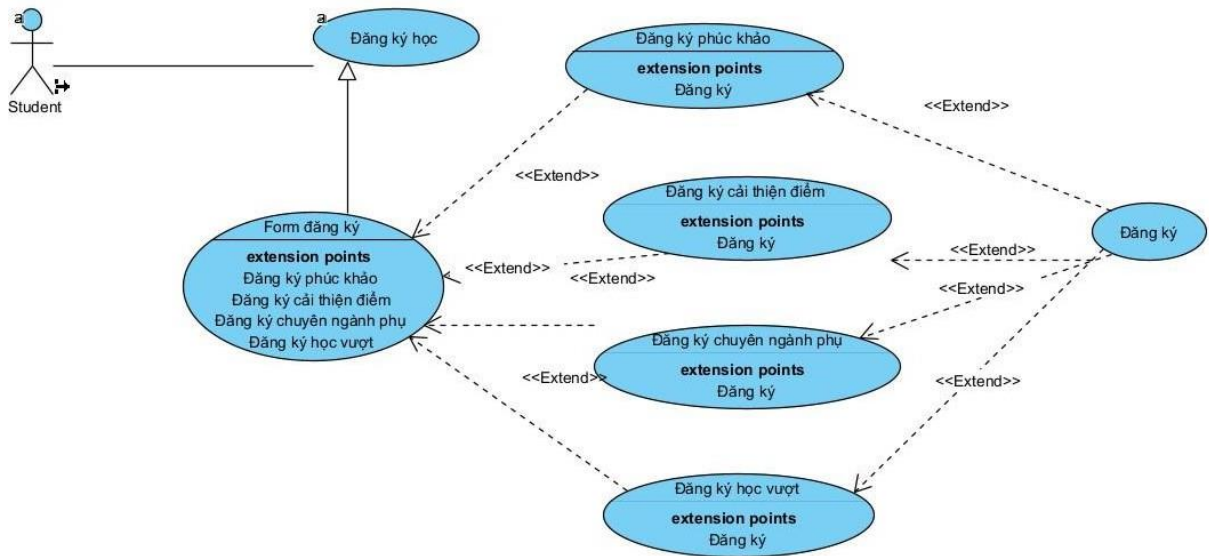 a
Student
a
Đăng ký học
Form đăng ký
extension points
Đăng ký phúc khảo
Đăng ký cải thiện điểm
Đăng ký chuyên ngành phụ
Đăng ký học vượt
<<Extend>>
<<Extend>>
<<Extend>>
<<Extend>>
Đăng ký phúc khảo
extension points
Đăng ký
Đăng ký cải thiện điểm
extension points
Đăng ký
Đăng ký chuyên ngành phụ
extension points
Đăng ký
Đăng ký học vượt
extension points
Đăng ký
<<Extend>>
<<Extend>>
<<Extend>>
<<Extend>>
Đăng ký